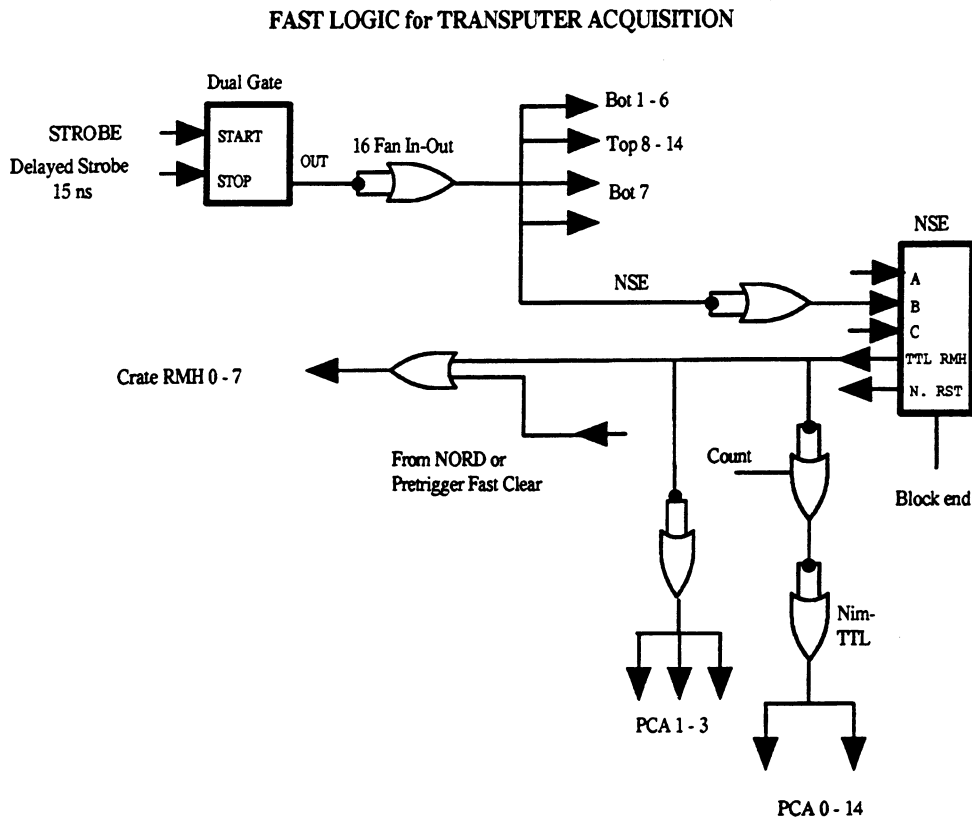 FAST LOGIC for TRANSPUTER ACQUISITION
Dual Gate
STROBE
START
Delayed Strobe
15 ns
STOP
OUT
16 Fan In-Out
Bot 1 - 6
Top 8 - 14
Bot 7
NSE
NSE
A
B
C
TTL RMH
N. RST
Crate RMH 0 - 7
From NORD or
Pretrigger Fast Clear
Count
Block end
Nim-
TTL
PCA 1 - 3
PCA 0 - 14